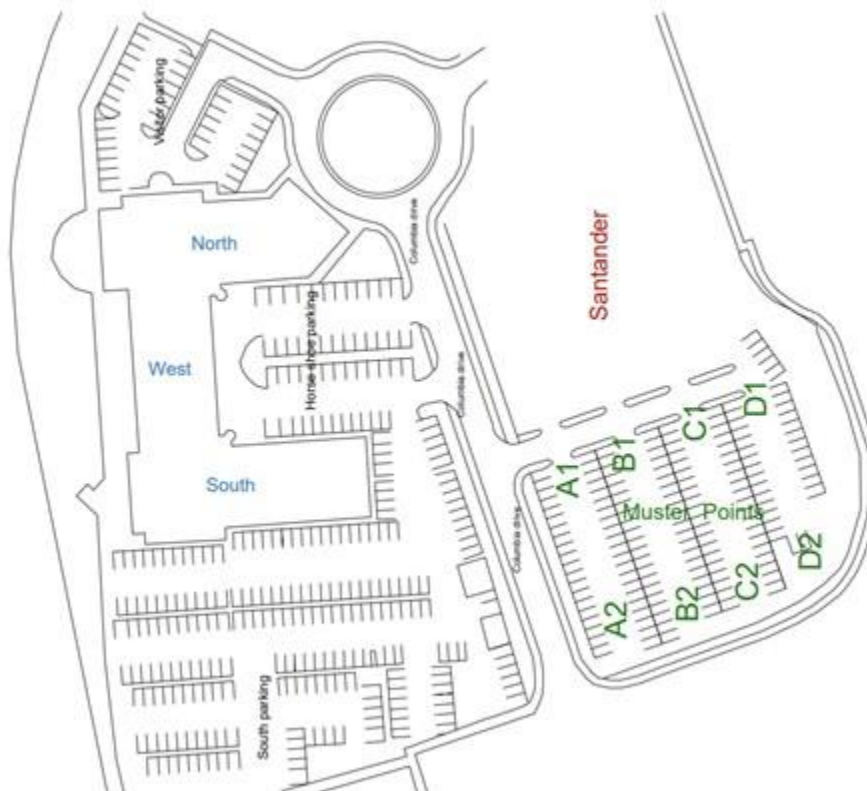 Visitor parking
North
Columbia drive
Santander
Horse shoe parking
West
Columbia drive
D1
C1
B1
A1
South
Muster Points
Columbia drive
D2
C2
B2
A2
South parking